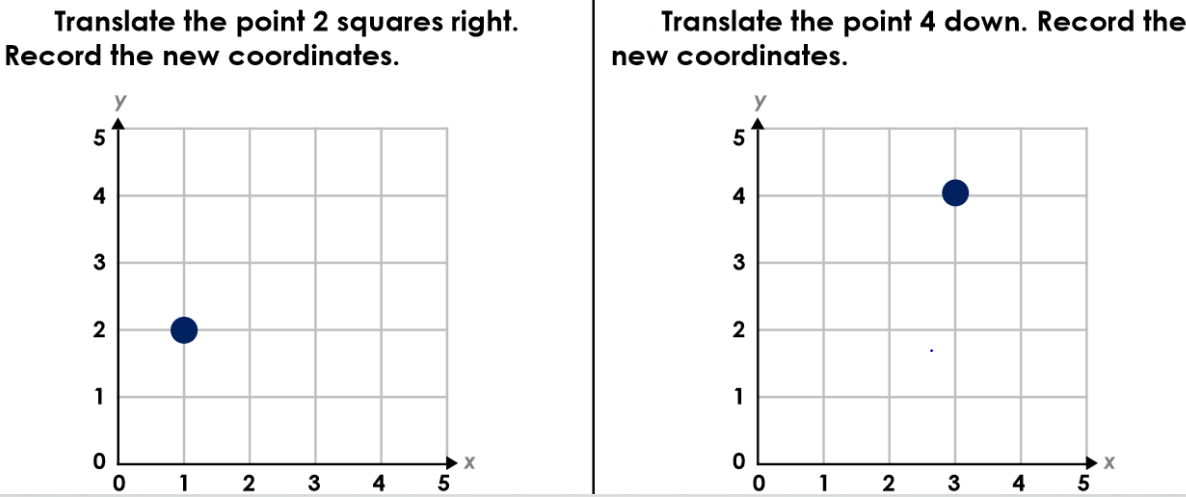 Translate the point 2 squares right.
Record the new coordinates.
y
5
4
3
2
1
0
0 1 2 3 4 5
x
Translate the point 4 down. Record the
new coordinates.
y
5
4
3
2
1
0
0 1 2 3 4 5
x